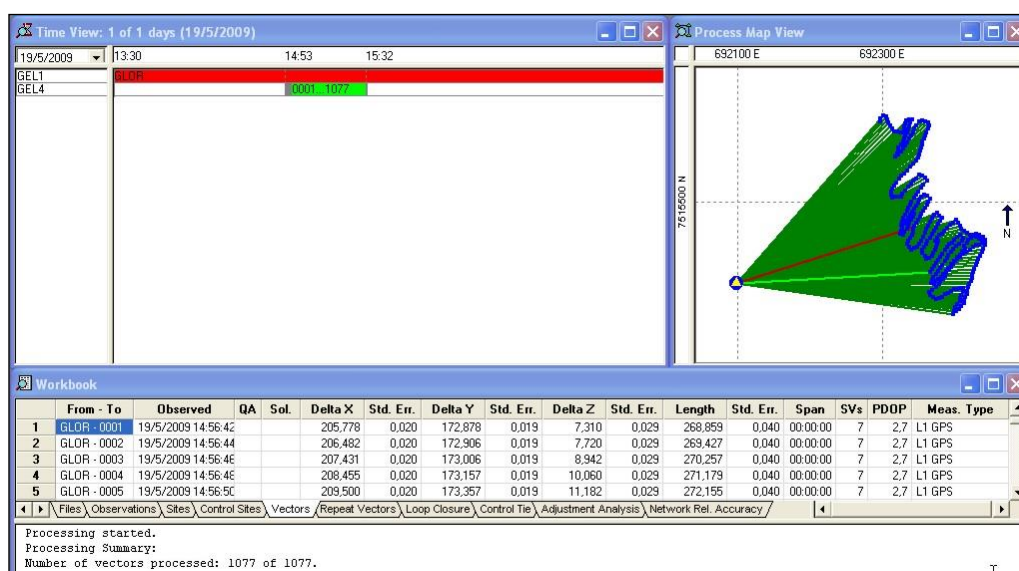 Time View: 1 of 1 days (19/5/2009)
19/5/2009 13:30 14:53 15:32
GEL1 GLOR
GEL4 0001...1077
Process Map View
692100 E 692300 E
7515500 N
N
Workbook
From - To Observed QA Sol. Delta X Std. Err. Delta Y Std. Err. Delta Z Std. Err. Length Std. Err. Span SVs PDOP Meas. Type
1 GLOR - 0001 19/5/2009 14:56:42 205,778 0,020 172,878 0,019 7,310 0,029 268,859 0,040 00:00:00 7 2,7 L1 GPS
2 GLOR - 0002 19/5/2009 14:56:44 206,482 0,020 172,906 0,019 7,720 0,029 269,427 0,040 00:00:00 7 2,7 L1 GPS
3 GLOR - 0003 19/5/2009 14:56:46 207,431 0,020 173,006 0,019 8,942 0,029 270,257 0,040 00:00:00 7 2,7 L1 GPS
4 GLOR - 0004 19/5/2009 14:56:48 208,455 0,020 173,157 0,019 10,060 0,029 271,179 0,040 00:00:00 7 2,7 L1 GPS
5 GLOR - 0005 19/5/2009 14:56:50 209,500 0,020 173,357 0,019 11,182 0,029 272,155 0,040 00:00:00 7 2,7 L1 GPS
Files Observations Sites Control Sites Vectors Repeat Vectors Loop Closure Control Tie Adjustment Analysis Network Rel. Accuracy
Processing started.
Processing Summary:
Number of vectors processed: 1077 of 1077.